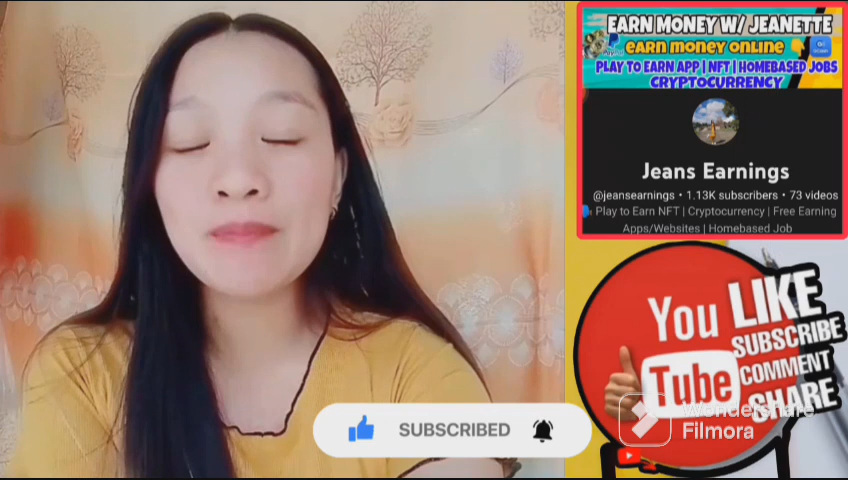 EARN MONEY W/ JEANETTE
EARN MONEY ONLINE
PLAY TO EARN APP | NFT | HOMEBASED JOBS
CRYPTOCURRENCY
Jeans Earnings
@jeansearnings • 1.13K subscribers • 73 videos
Play to Earn NFT | Cryptocurrency | Free Earning
Apps/Websites | Homebased Job
You
Tube
LIKE
SUBSCRIBE
COMMENT
SHARE
Wondershare
Filmora
SUBSCRIBED